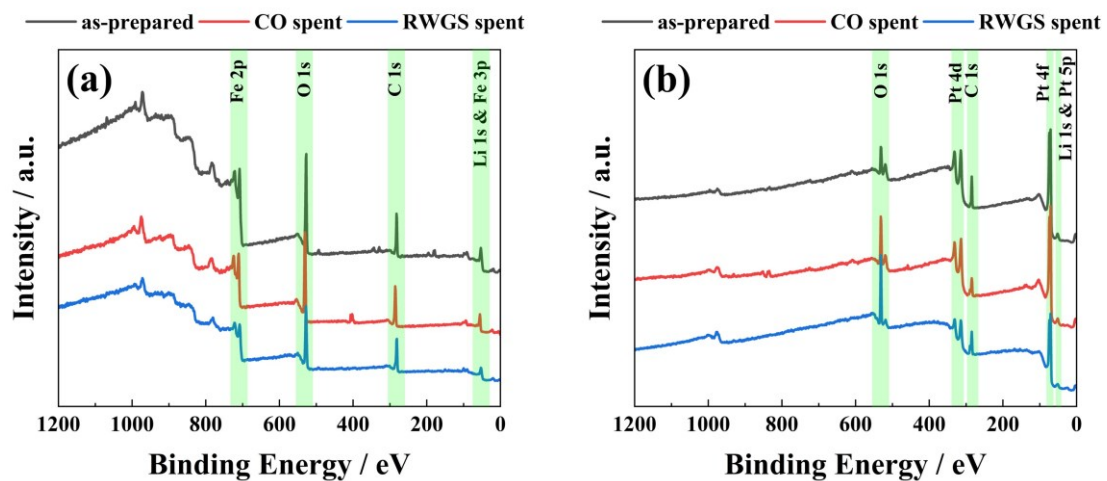 as-prepared CO spent RWGS spent
(a)
Fe 2p
O 1s
C 1s
Li 1s & Fe 3p
Intensity / a.u.
1200 1000 800 600 400 200 0
Binding Energy / eV
as-prepared CO spent RWGS spent
(b)
O 1s
Pt 4d
C 1s
Pt 4f
Li 1s & Pt 5p
Intensity / a.u.
1200 1000 800 600 400 200 0
Binding Energy / eV